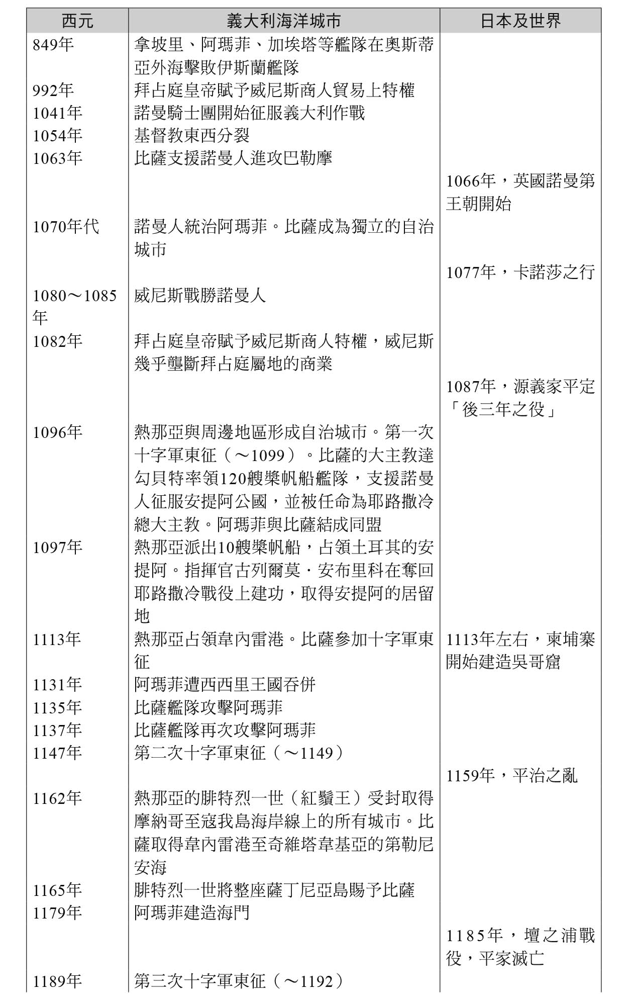 西元 義大利海洋城市 日本及世界
849年 拿坡里、阿瑪菲、加埃塔等艦隊在奧斯蒂
亞外海擊敗伊斯蘭艦隊
992年 拜占庭皇帝賦予威尼斯商人貿易上特權
1041年 諾曼騎士團開始征服義大利作戰
1054年 基督教東西分裂
1063年 比薩支援諾曼人進攻巴勒摩
1066年，英國諾曼第
王朝開始
1070年代 諾曼人統治阿瑪菲。比薩成為獨立的自治
城市
1077年，卡諾莎之行
1080～1085 威尼斯戰勝諾曼人
年
1082年 拜占庭皇帝賦予威尼斯商人特權，威尼斯
幾乎壟斷拜占庭屬地的商業
1087年，源義家平定
「後三年之役」
1096年 熱那亞與周邊地區形成自治城市。第一次
十字軍東征（～1099）。比薩的大主教達
勾貝特率領120艘槳帆船艦隊，支援諾曼
人征服安提阿公國，並被任命為耶路撒冷
總大主教。阿瑪菲與比薩結成同盟
1097年 熱那亞派出10艘槳帆船，占領土耳其的安
提阿。指揮官古列爾莫．安布里科在奪回
耶路撒冷戰役上建功，取得安提阿的居留
地
1113年 熱那亞占領韋內雷港。比薩參加十字軍東 1113年左右，柬埔寨
征 開始建造吳哥窟
1131年 阿瑪菲遭西西里王國吞併
1135年 比薩艦隊攻擊阿瑪菲
1137年 比薩艦隊再次攻擊阿瑪菲
1147年 第二次十字軍東征（～1149）
1159年，平治之亂
1162年 熱那亞的腓特烈一世（紅鬚王）受封取得
摩納哥至寇我島海岸線上的所有城市。比
薩取得韋內雷港至奇維塔韋基亞的第勒尼
安海
1165年 腓特烈一世將整座薩丁尼亞島賜予比薩
1179年 阿瑪菲建造海門
1185年，壇之浦戰
役，平家滅亡
1189年 第三次十字軍東征（～1192）